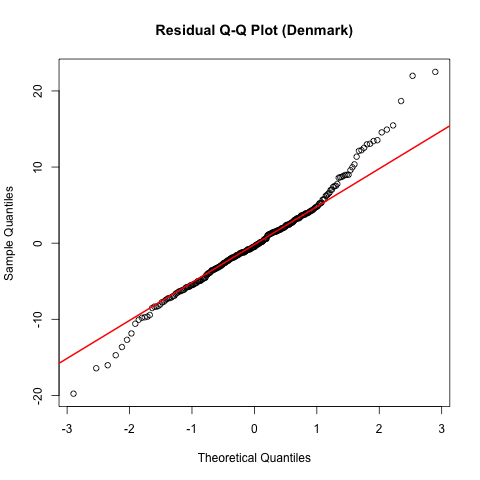 Residual Q-Q Plot (Denmark)
Sample Quantiles
20
10
0
-10
-20
-3 -2 -1 0 1 2 3
Theoretical Quantiles